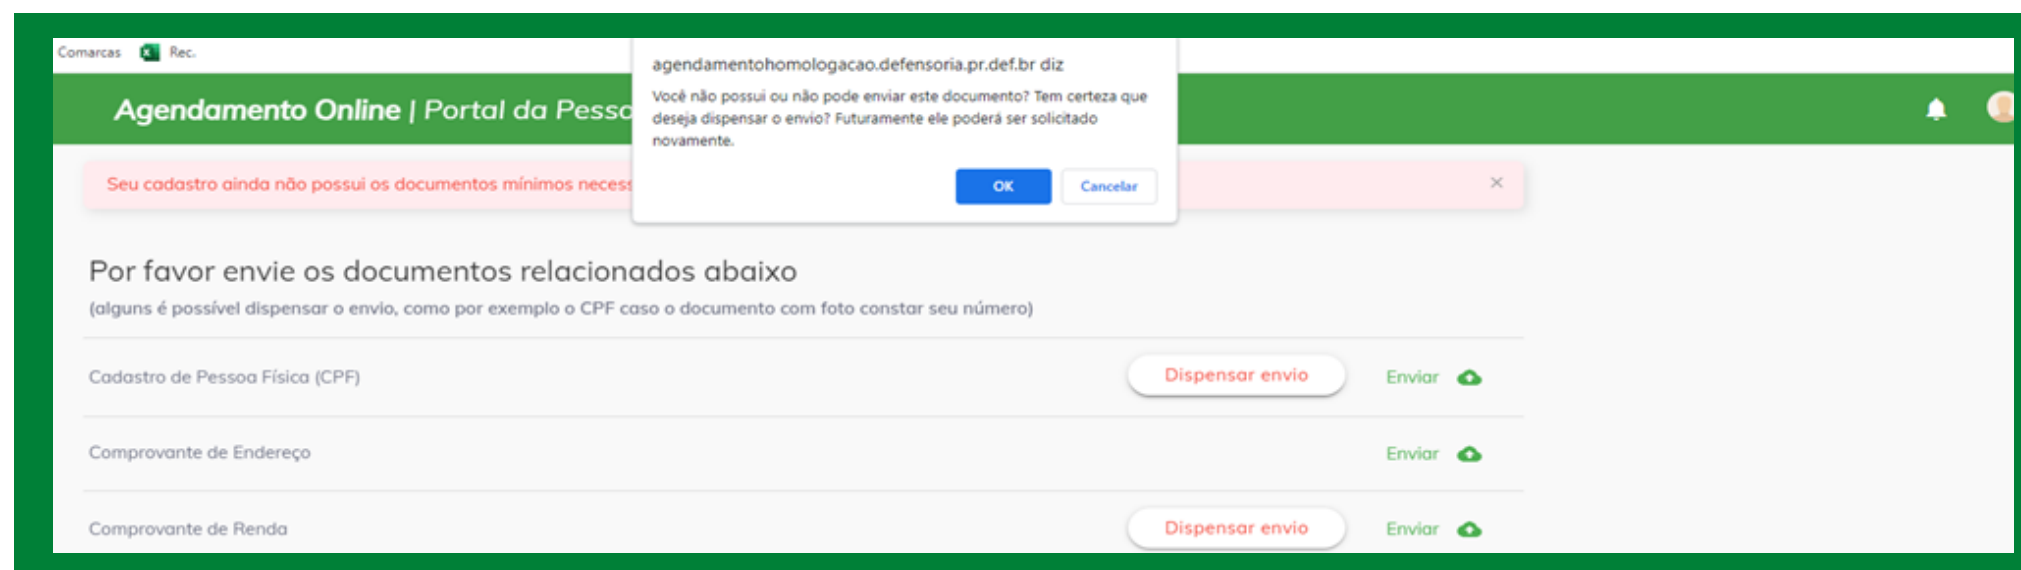 Comarcas Rec.
agendamentohomologacao.defensoria.pr.def.br diz
Você não possui ou não pode enviar este documento? Tem certeza que
deseja dispensar o envio? Futuramente ele poderá ser solicitado
novamente.
OK Cancelar
Agendamento Online | Portal da Pesso
Seu cadastro ainda não possui os documentos mínimos necess
Por favor envie os documentos relacionados abaixo
(alguns é possível dispensar o envio, como por exemplo o CPF caso o documento com foto constar seu número)
Cadastro de Pessoa Física (CPF) Dispensar envio Enviar
Comprovante de Endereço Enviar
Comprovante de Renda Dispensar envio Enviar